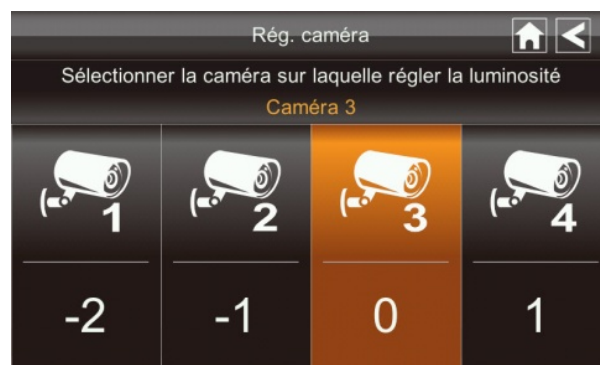 Rég. caméra
Sélectionner la caméra sur laquelle régler la luminosité
Caméra 3
1 2 3 4
-2 -1 0 1